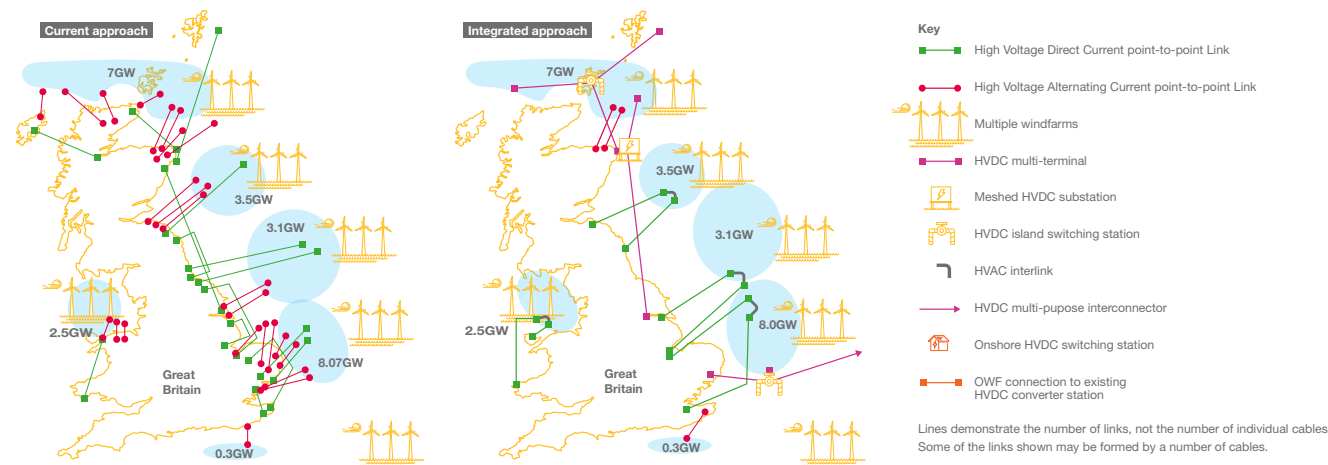 Current approach
7GW
3.5GW
3.1GW
2.5GW
8.07GW
Great
Britain
0.3GW
Integrated approach
7GW
3.5GW
3.1GW
2.5GW
8.0GW
Great
Britain
0.3GW
Key
High Voltage Direct Current point-to-point Link
High Voltage Alternating Current point-to-point Link
Multiple windfarms
HVDC multi-terminal
Meshed HVDC substation
HVDC island switching station
HVAC interlink
HVDC multi-pupose interconnector
Onshore HVDC switching station
OWF connection to existing
HVDC converter station
Lines demonstrate the number of links, not the number of individual cables
Some of the links shown may be formed by a number of cables.